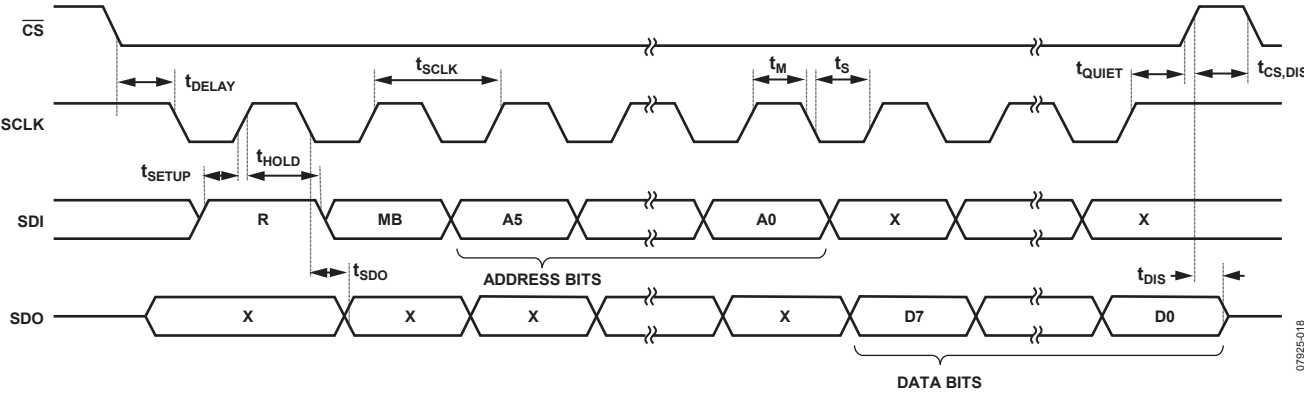 CS
tDELAY
tSCLK
tM
tS
tQUIET
tCS,DIS
SCLK
tSETUP
tHOLD
SDI
R
MB
A5
A0
X
X
tSDO
ADDRESS BITS
tDIS
SDO
X
X
X
X
D7
D0
DATA BITS
07925-018